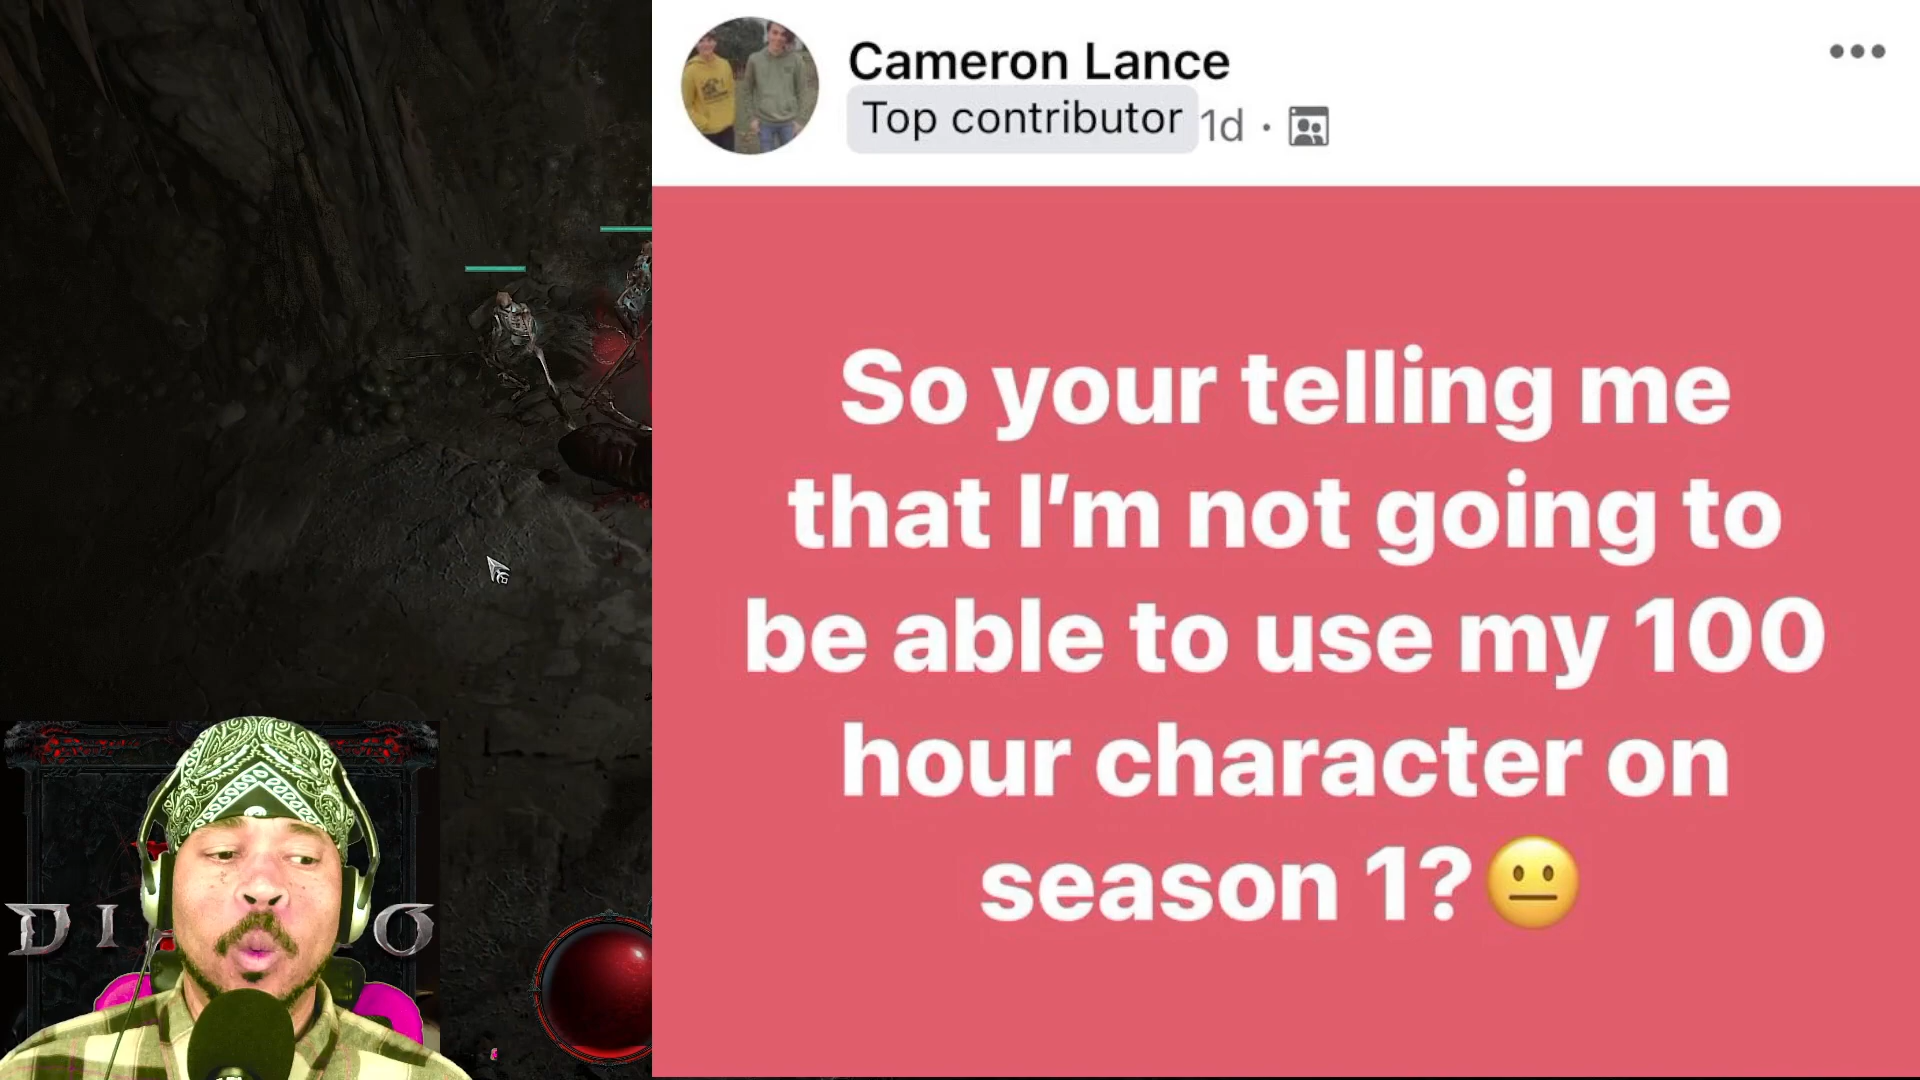 Cameron Lance
Top contributor 1d ·
So your telling me
that I'm not going to
be able to use my 100
hour character on
season 1?😐